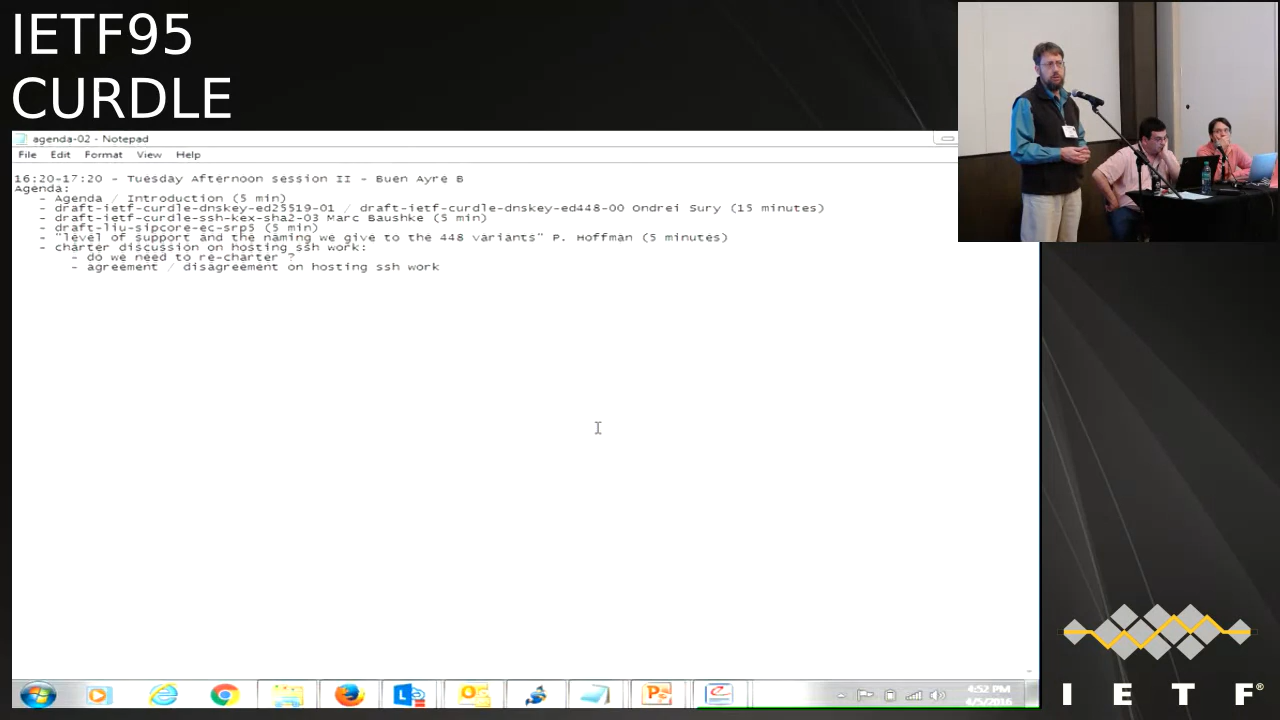 IETF95
CURDLE
agenda-02 - Notepad
File Edit Format View Help
16:20-17:20 - Tuesday Afternoon session II - Buen Ayre B
Agenda:
- Agenda / Introduction (5 min)
- draft-ietf-curdle-dnskey-ed25519-01 / draft-ietf-curdle-dnskey-ed448-00 Ondrei Sury (15 minutes)
- draft-ietf-curdle-ssh-kex-sha2-03 Marc Baushke (5 min)
- draft-liu-sipcore-ec-srp5 (5 min)
- "level of support and the naming we give to the 448 variants" P. Hoffman (5 minutes)
- charter discussion on hosting ssh work:
- do we need to re-charter ?
- agreement / disagreement on hosting ssh work
4:52 PM
4/5/2016
I E T F®